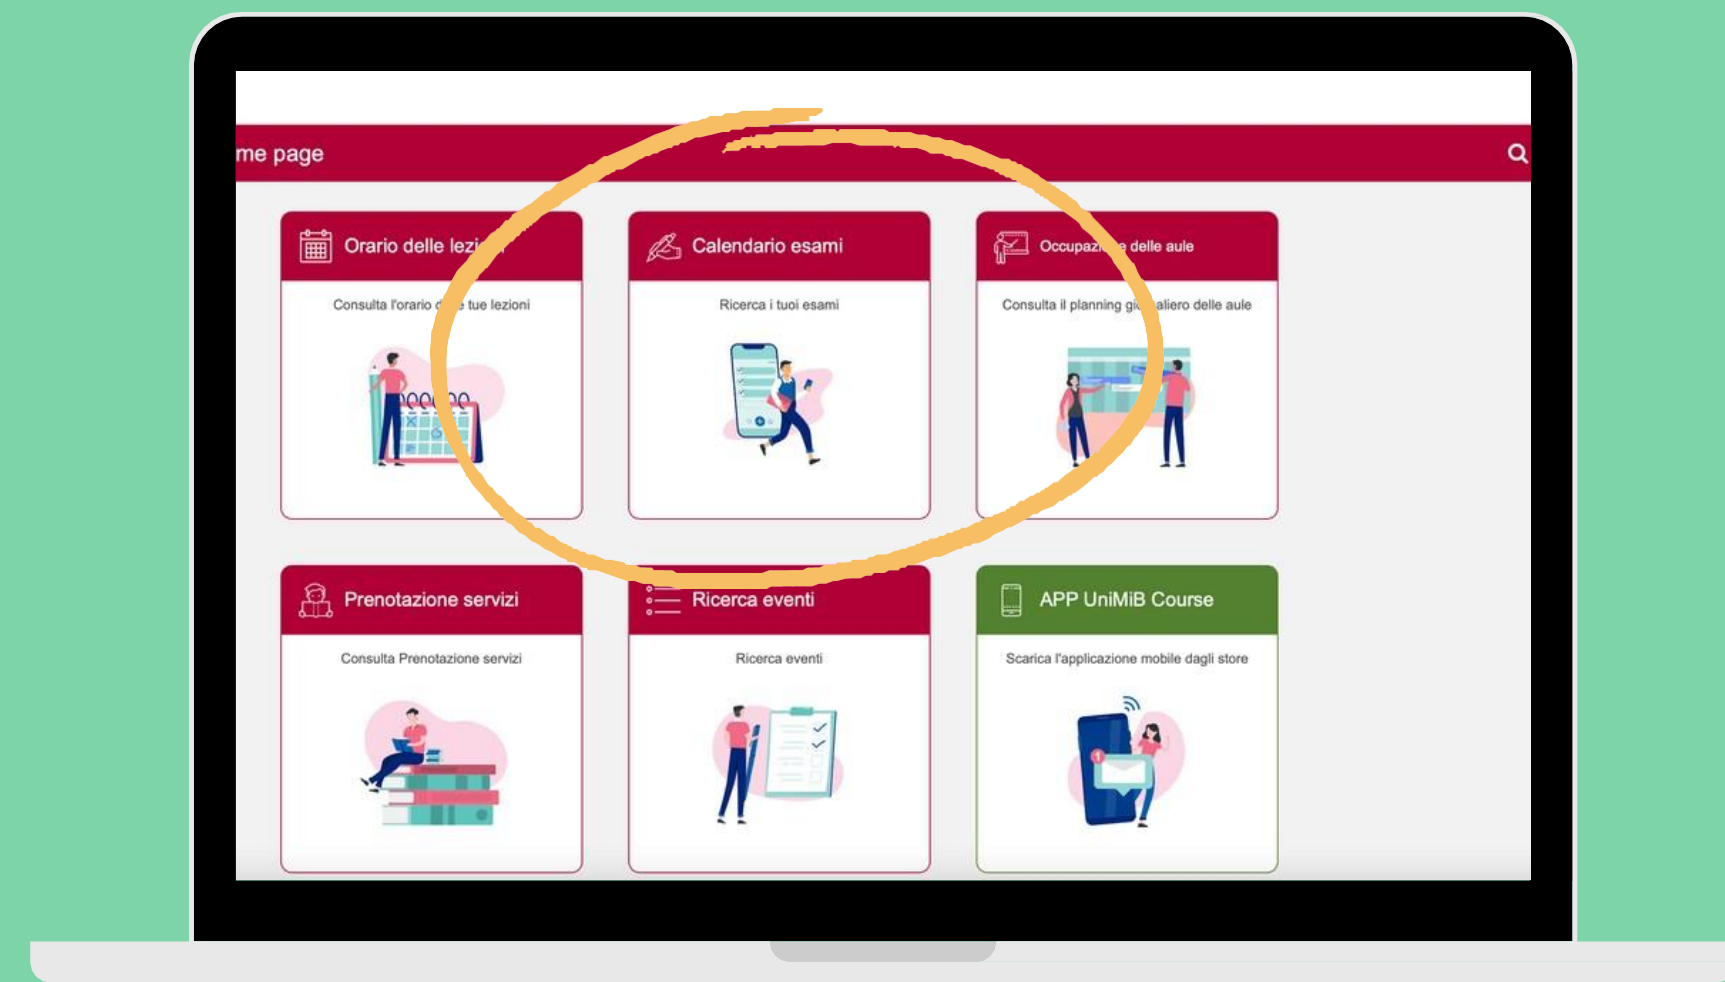 me page
Orario delle lezi
Calendario esami
Occupaz e delle aule
Consulta l'orario d tue lezioni
Ricerca i tuoi esami
Consulta il planning gi aliero delle aule
Prenotazione servizi
Ricerca eventi
APP UniMiB Course
Consulta Prenotazione servizi
Ricerca eventi
Scarica l'applicazione mobile dagli store
1